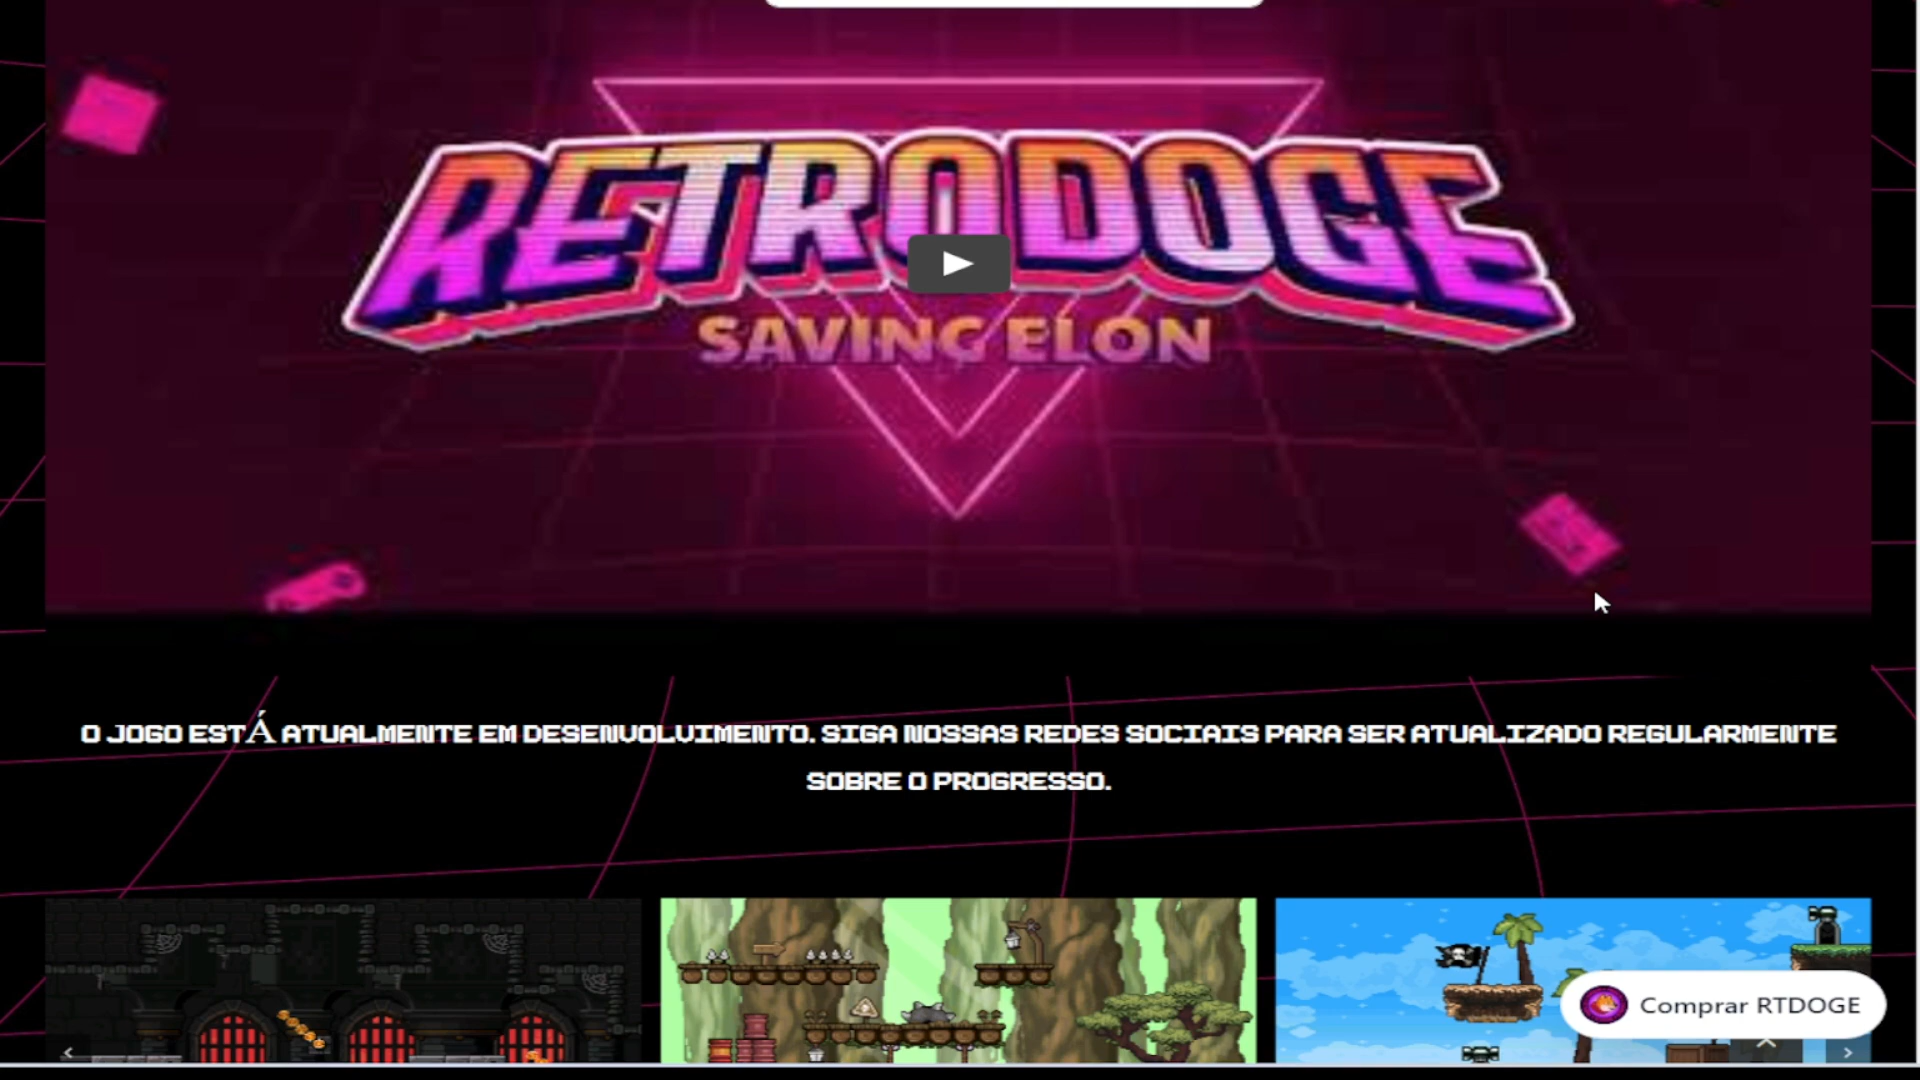 RETRODOGE
SAVING ELON
O JOGO ESTÁ ATUALMENTE EM DESENVOLVIMENTO. SIGA NOSSAS REDES SOCIAIS PARA SER ATUALIZADO REGULARMENTE
SOBRE O PROGRESSO.
Comprar RTDOGE